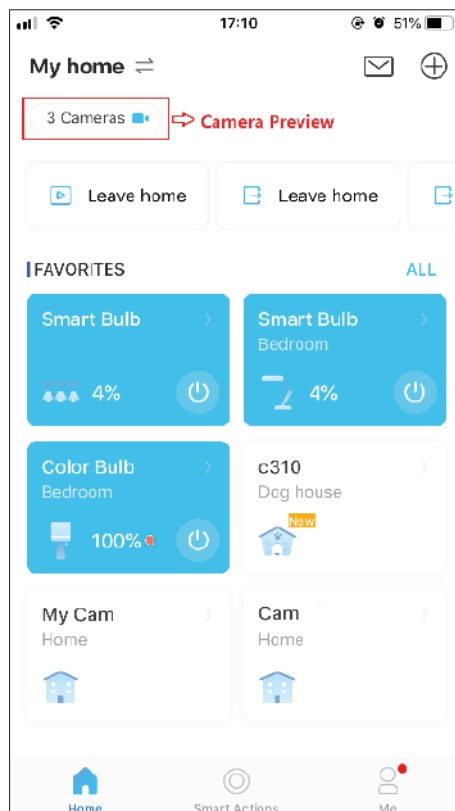 17:10 51%
My home
3 Cameras Camera Preview
Leave home Leave home
FAVORITES ALL
Smart Bulb
4%
Smart Bulb
Bedroom
4%
Color Bulb
Bedroom
100%
c310
Dog house
New
My Cam
Home
Cam
Home
Home Smart Actions Me